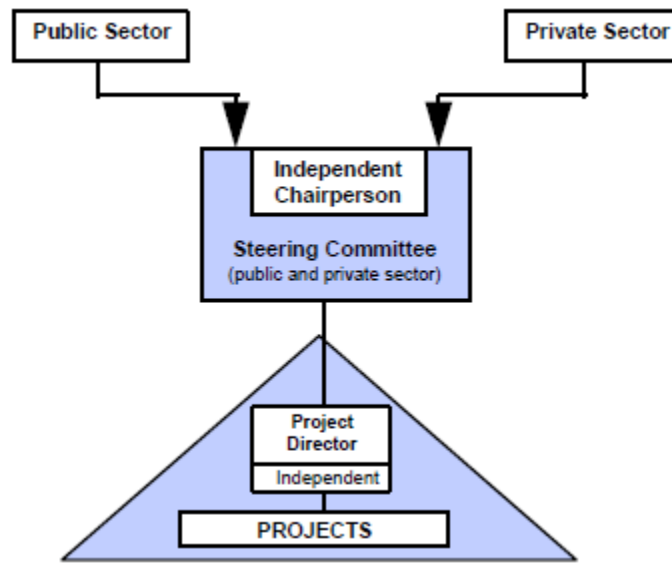 Public Sector
Private Sector
Independent
Chairperson
Steering Committee
(public and private sector)
Project
Director
Independent
PROJECTS